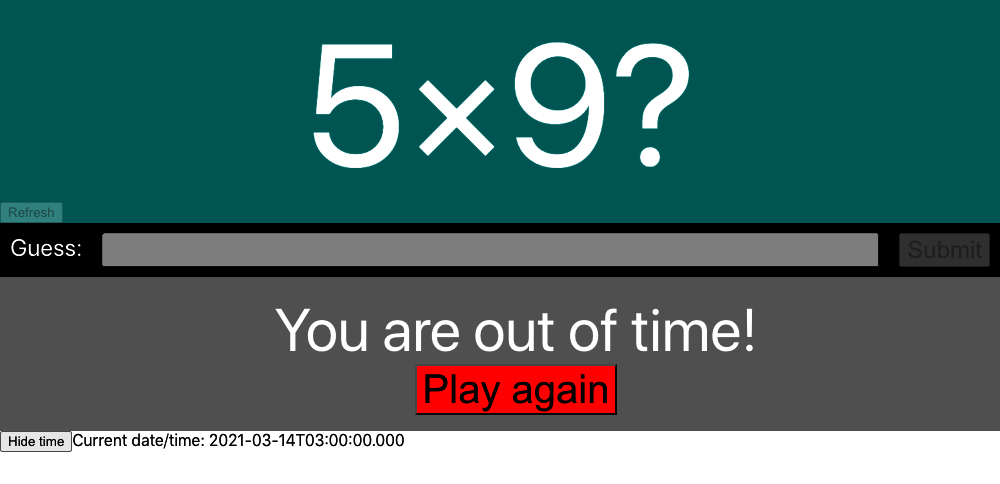 5×9?
Refresh
Guess: Submit
You are out of time!
Play again
Hide time Current date/time: 2021-03-14T03:00:00.000